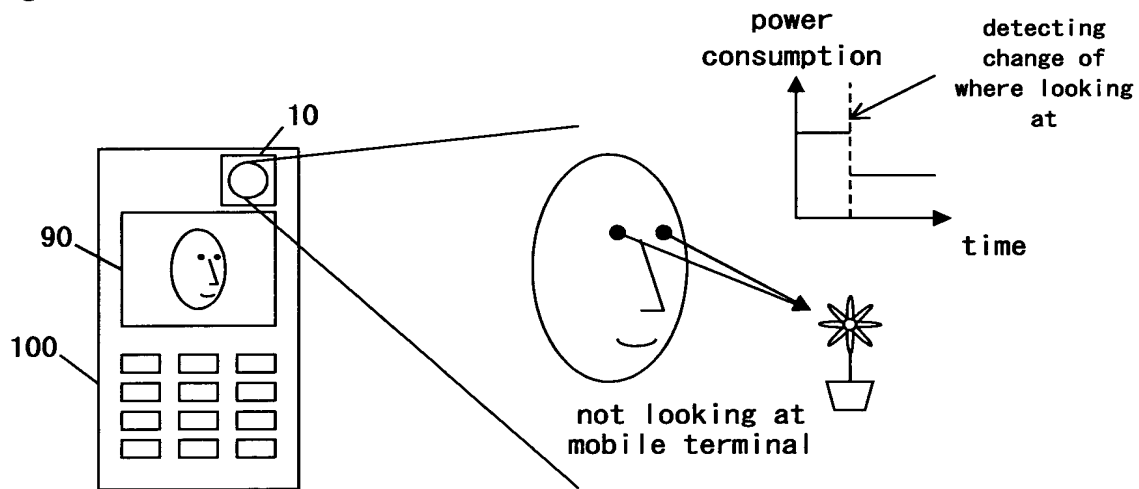 power
consumption
detecting
change of
where looking
at
time
10
90
100
not looking at
mobile terminal